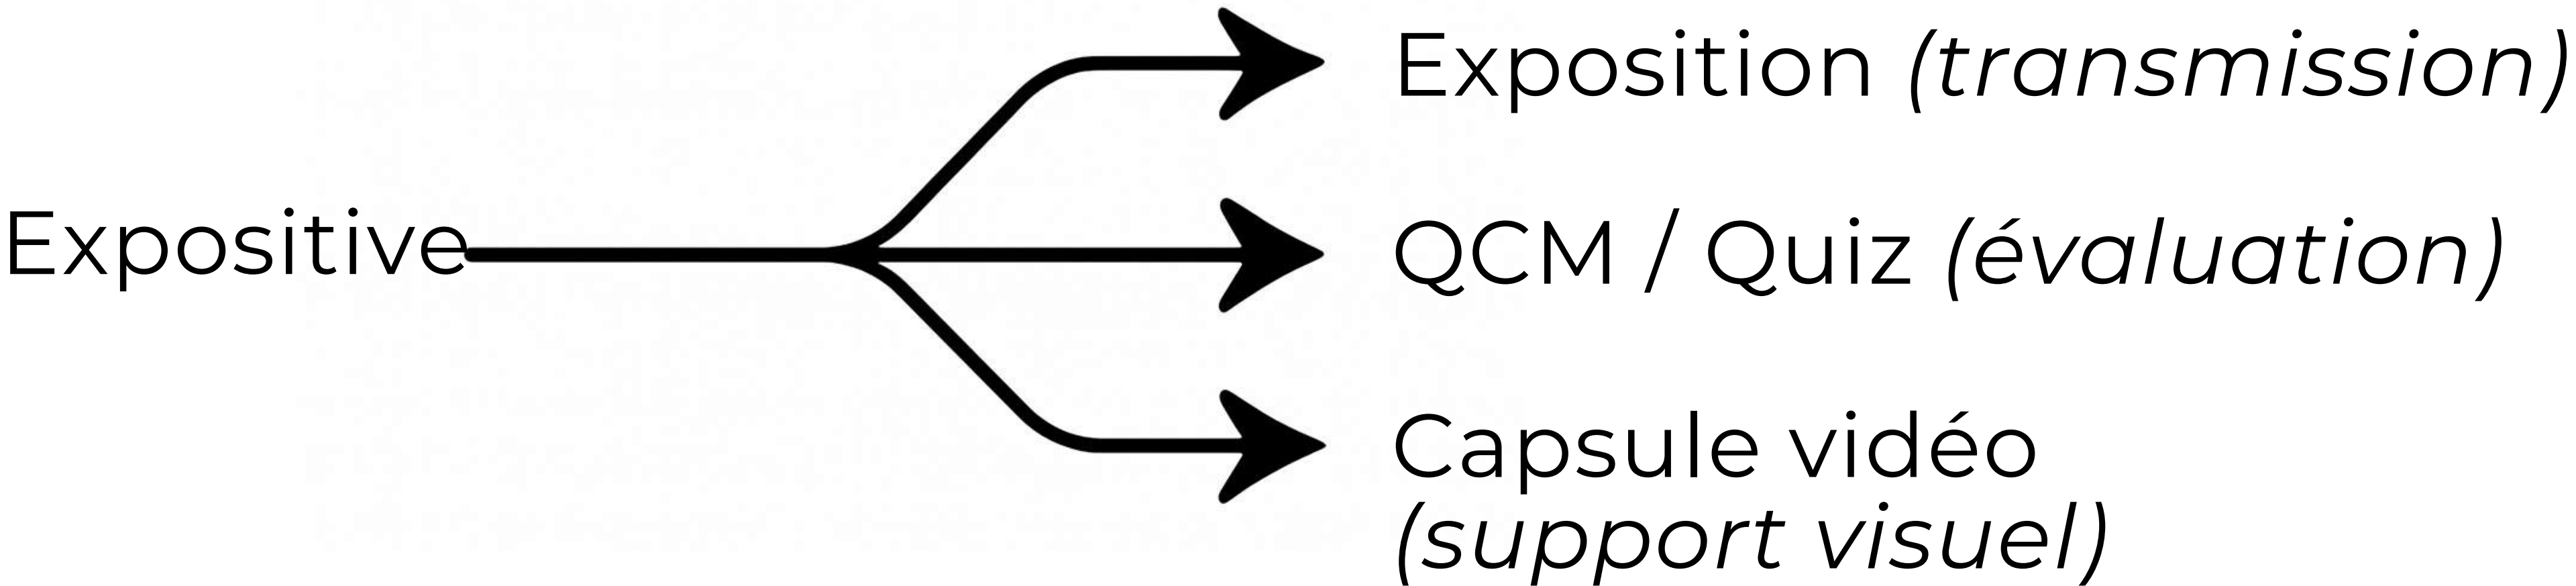 Exposition (transmission)
Expositive
QCM / Quiz (évaluation)
Capsule vidéo
(support visuel)